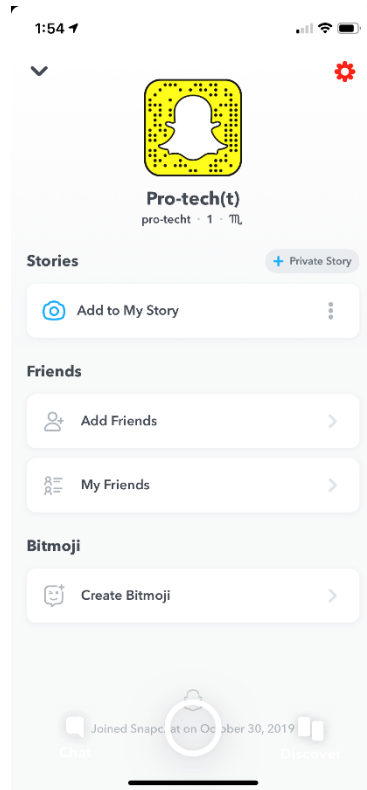 1:54
Pro-tech(t)
pro-techt · 1 · ♏
Stories
+ Private Story
Add to My Story
Friends
Add Friends
My Friends
Bitmoji
Create Bitmoji
Joined Snapchat on October 30, 2019
Chat
Discover